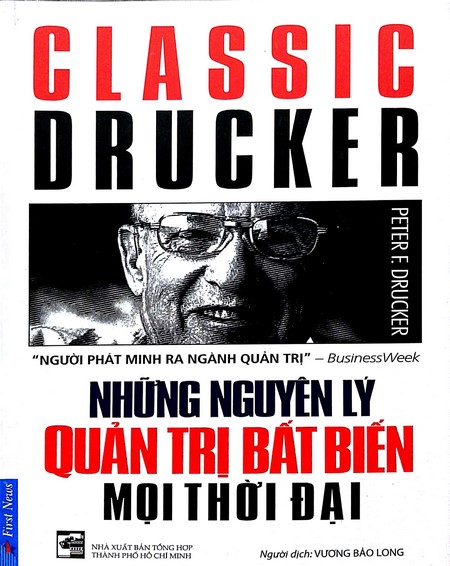 CLASSIC
DRUCKER
PETER F. DRUCKER
“NGƯỜI PHÁT MINH RA NGÀNH QUẢN TRỊ” – BusinessWeek
NHỮNG NGUYÊN LÝ
QUẢN TRỊ BẤT BIẾN
MỌI THỜI ĐẠI
First News
NHÀ XUẤT BẢN TỔNG HỢP
THÀNH PHỐ HỒ CHÍ MINH
Người dịch: VƯƠNG BẢO LONG